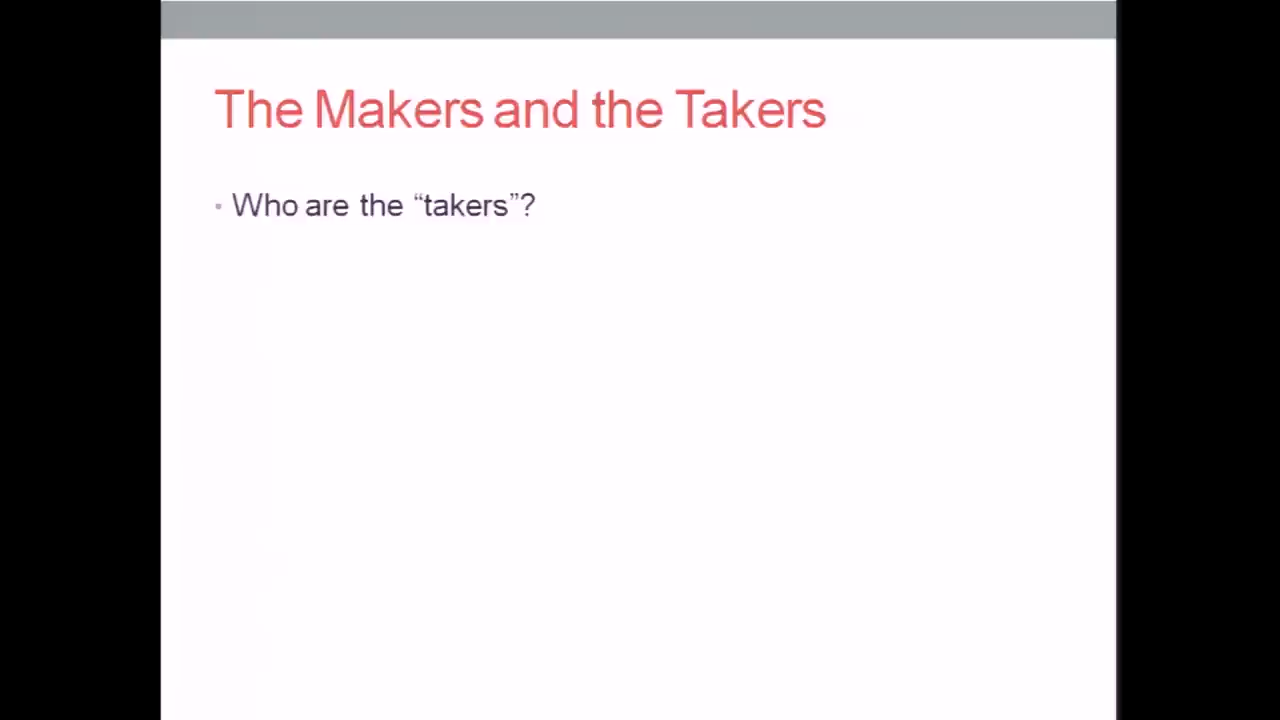 The Makers and the Takers
• Who are the “takers”?